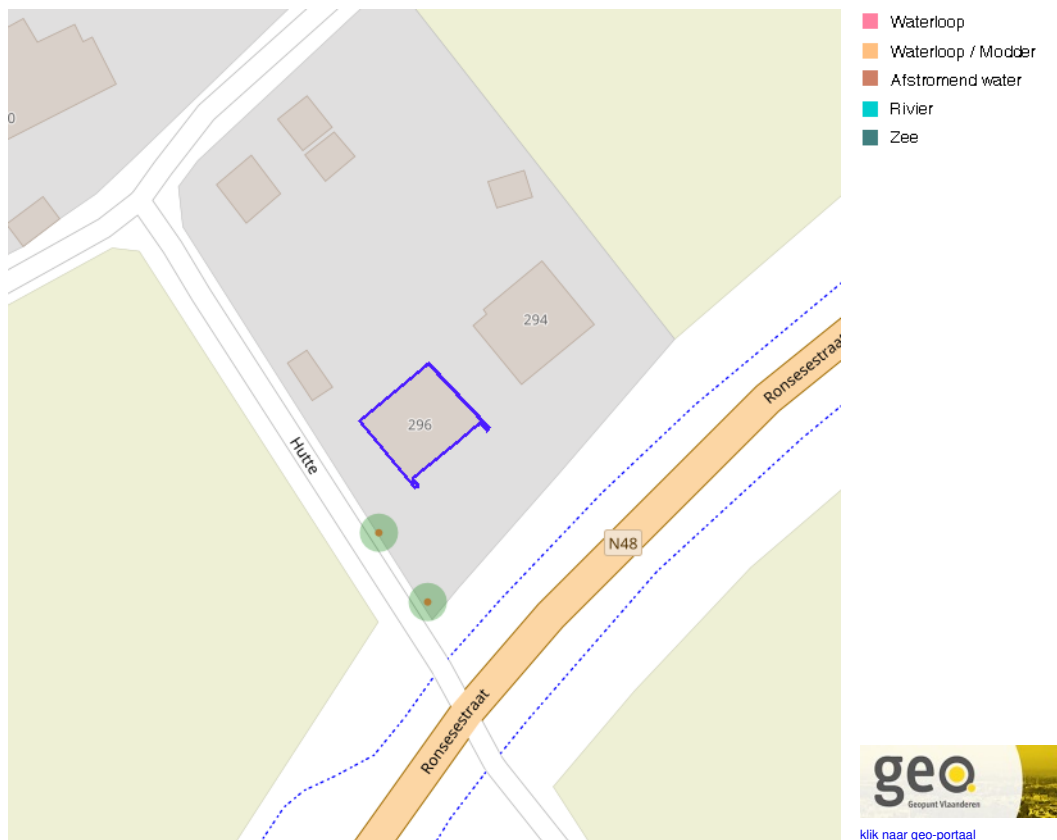 0
294
296
Hutte
N48
Ronsesestraat
Ronsesestraat
Waterloop
Waterloop / Modder
Afstromend water
Rivier
Zee
geo.
Geopunt Vlaanderen
klik naar geo-portaal